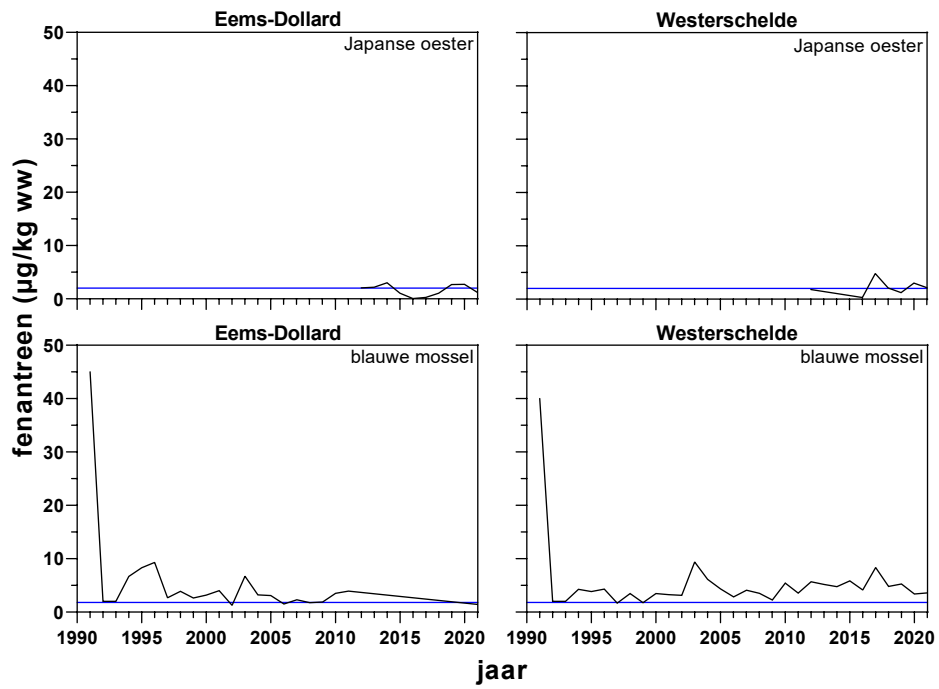 Eems-Dollard
Westerschelde
fenantreen (µg/kg ww)
50
40
30
20
10
0
Japanse oester
Japanse oester
Eems-Dollard
Westerschelde
50
40
30
20
10
0
blauwe mossel
blauwe mossel
1990 1995 2000 2005 2010 2015 2020
1990 1995 2000 2005 2010 2015 2020
jaar